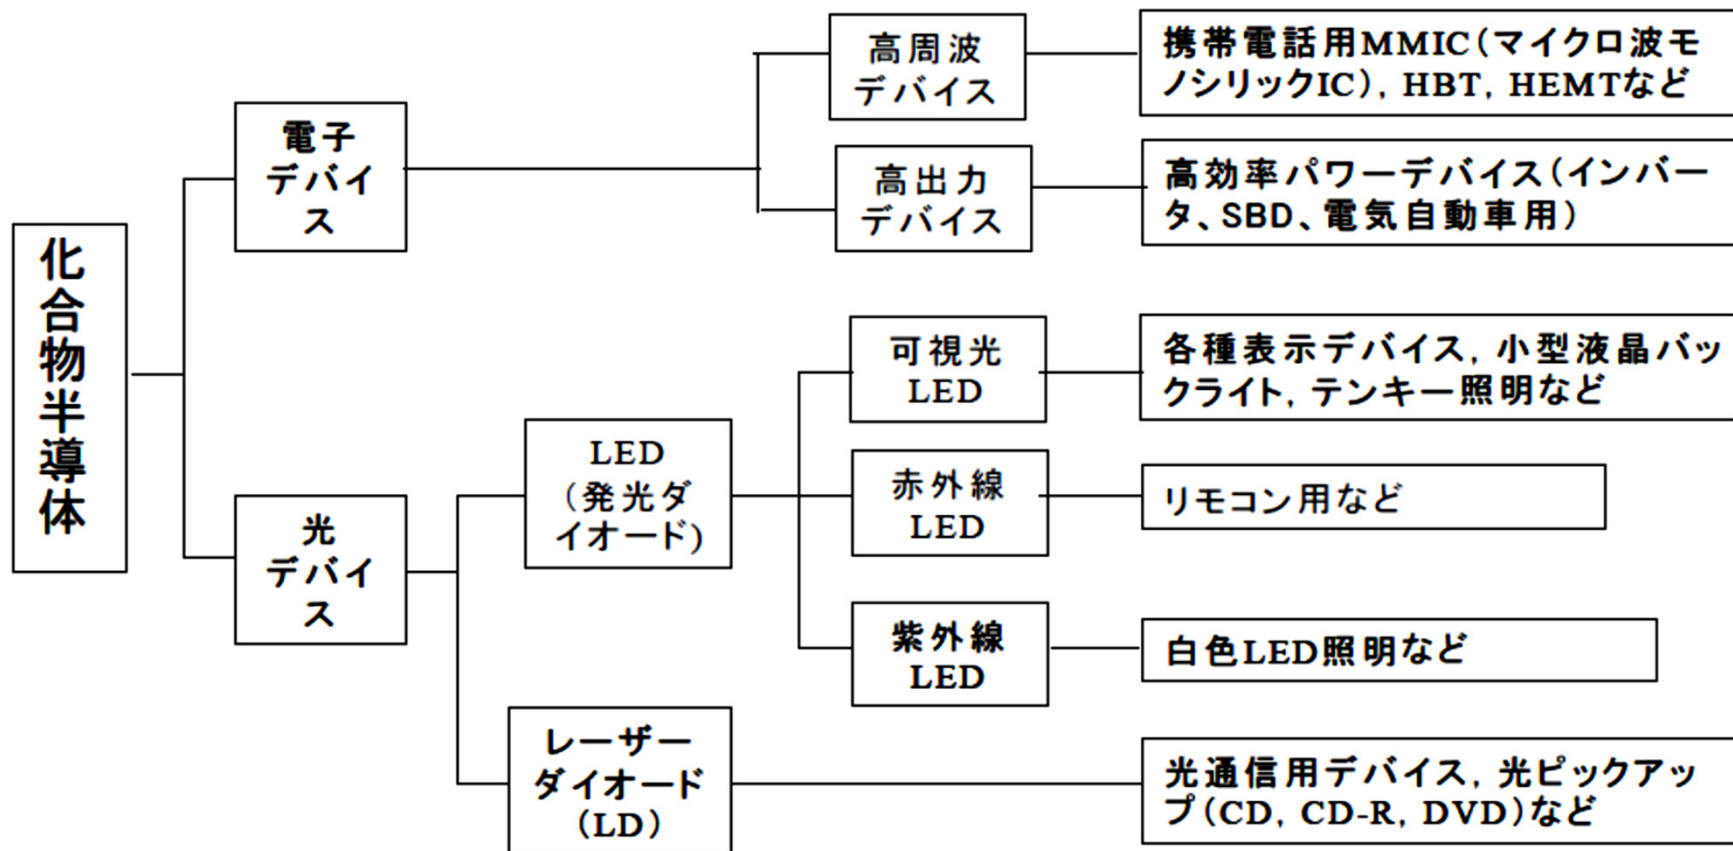 化合物半導体
電子
デバイ
ス
高周波
デバイス
携帯電話用MMIC(マイクロ波モ
ノシリックIC), HBT, HEMTなど
高出力
デバイス
高効率パワーデバイス(インバー
タ、SBD、電気自動車用)
光
デバイ
ス
LED
(発光ダ
イオード)
可視光
LED
各種表示デバイス, 小型液晶バッ
クライト, テンキー照明など
赤外線
LED
リモコン用など
紫外線
LED
白色LED照明など
レーザー
ダイオード
(LD)
光通信用デバイス, 光ピックアッ
プ(CD, CD-R, DVD)など